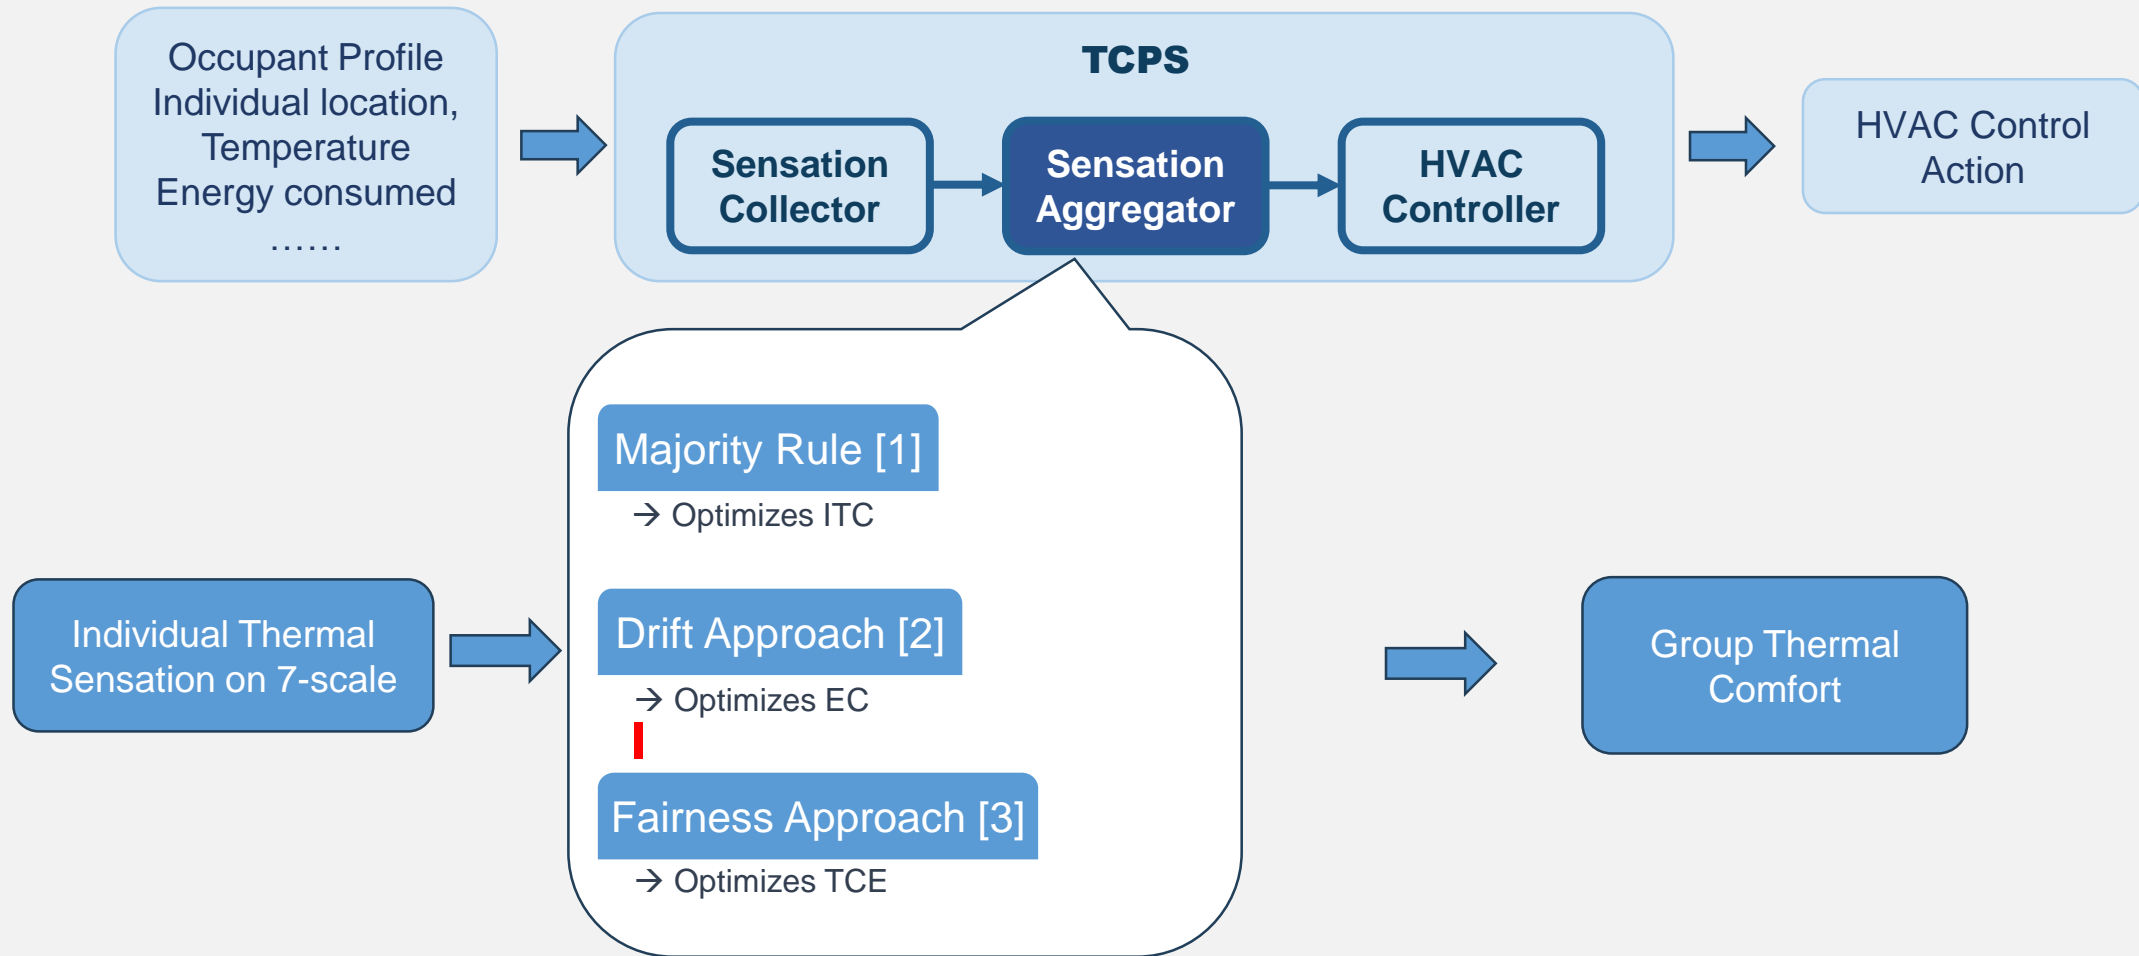 Occupant Profile
Individual location,
Temperature
Energy consumed
……
TCPS
Sensation
Collector
Sensation
Aggregator
HVAC
Controller
HVAC Control
Action
Majority Rule [1]
→ Optimizes ITC
Drift Approach [2]
→ Optimizes EC
Fairness Approach [3]
→ Optimizes TCE
Individual Thermal
Sensation on 7-scale
Group Thermal
Comfort